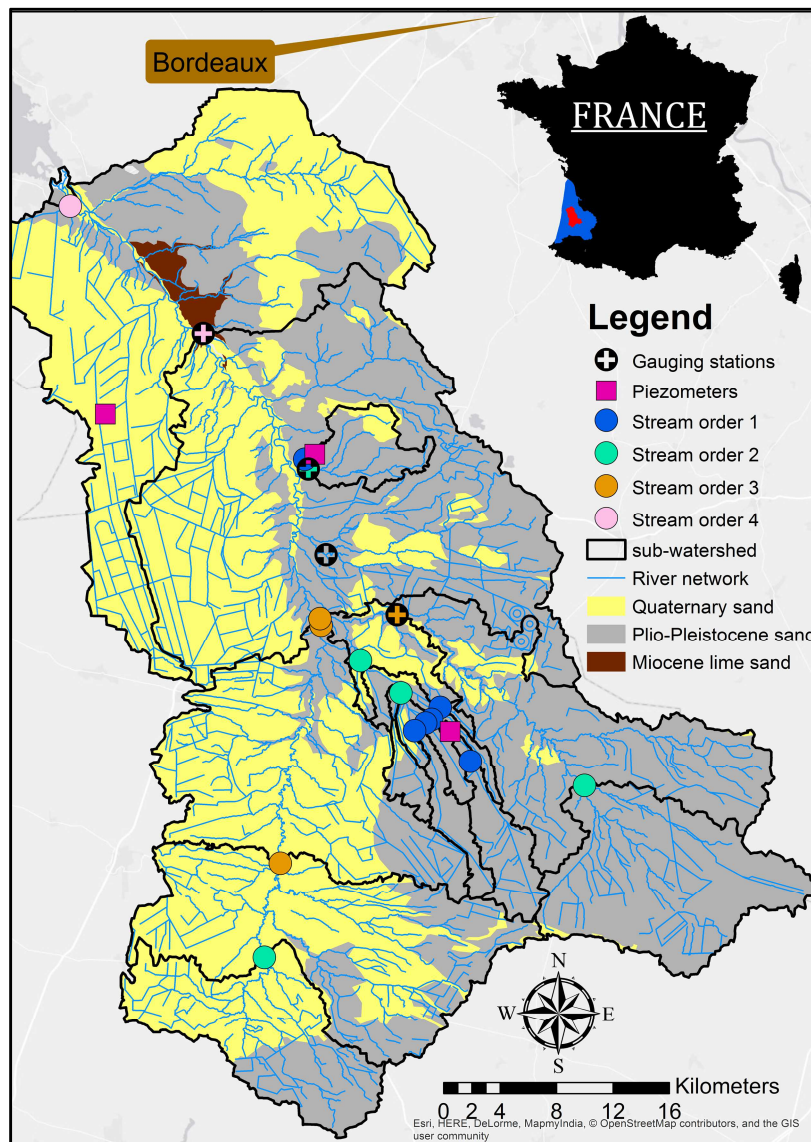 Bordeaux
FRANCE
Legend
Gauging stations
Piezometers
Stream order 1
Stream order 2
Stream order 3
Stream order 4
sub-watershed
River network
Quaternary sand
Plio-Pleistocene sand
Miocene lime sand
N
W E
S
Kilometers
0 2 4 8 12 16
Esri, HERE, DeLorme, MapmyIndia, © OpenStreetMap contributors, and the GIS
user community